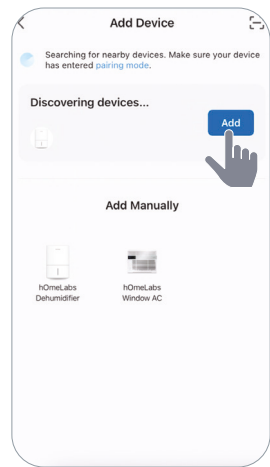 Add Device
Searching for nearby devices. Make sure your device
has entered pairing mode.
Discovering devices...
Add
Add Manually
hOmeLabs
Dehumidifier
hOmeLabs
Window AC